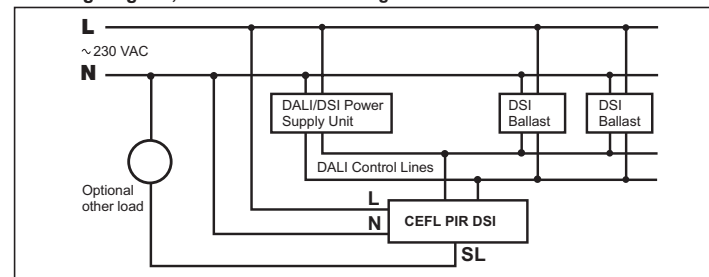 L
~230 VAC
N
DALI/DSI Power
Supply Unit
DSI
Ballast
DSI
Ballast
DALI Control Lines
Optional
other load
L
N
CEFL PIR DSI
SL